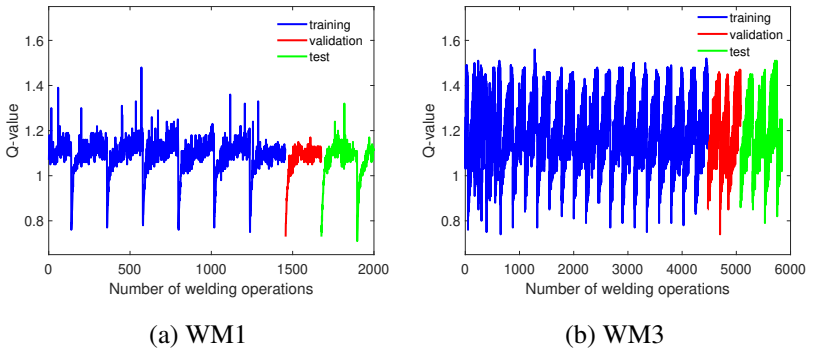 1.6
1.4
1.2
1
0.8
Q-value
training
validation
test
0 500 1000 1500 2000
Number of welding operations
(a) WM1
1.6
1.4
1.2
1
0.8
Q-value
training
validation
test
0 1000 2000 3000 4000 5000 6000
Number of welding operations
(b) WM3